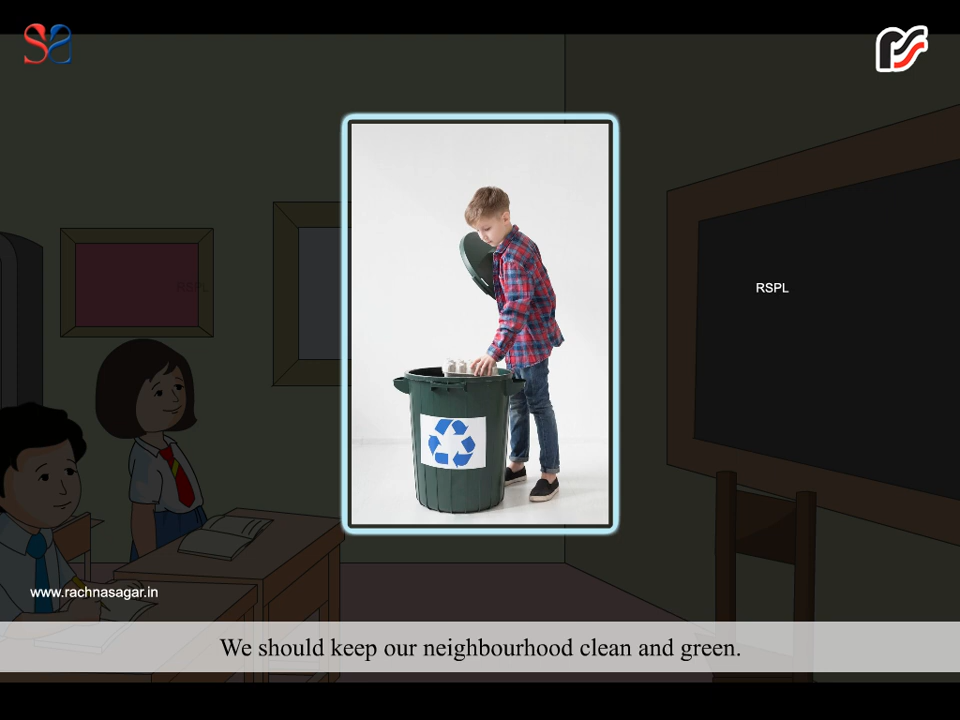 RSPL
www.rachnasagar.in
We should keep our neighbourhood clean and green.